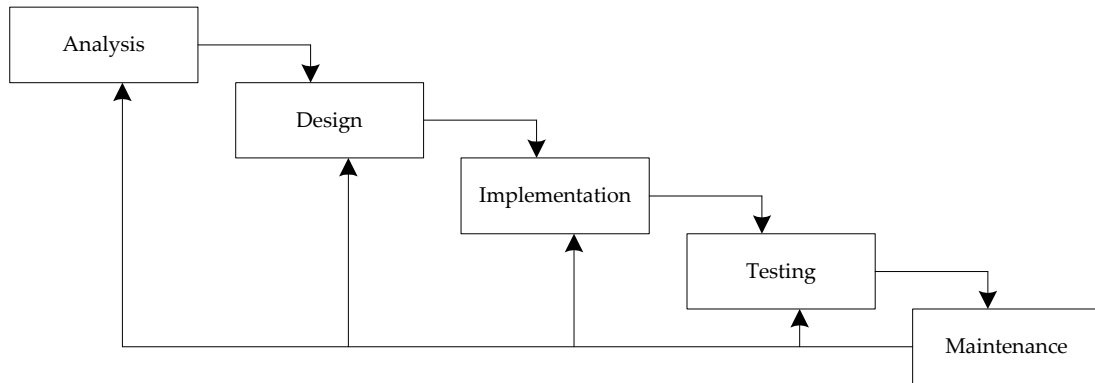 Analysis
Design
Implementation
Testing
Maintenance